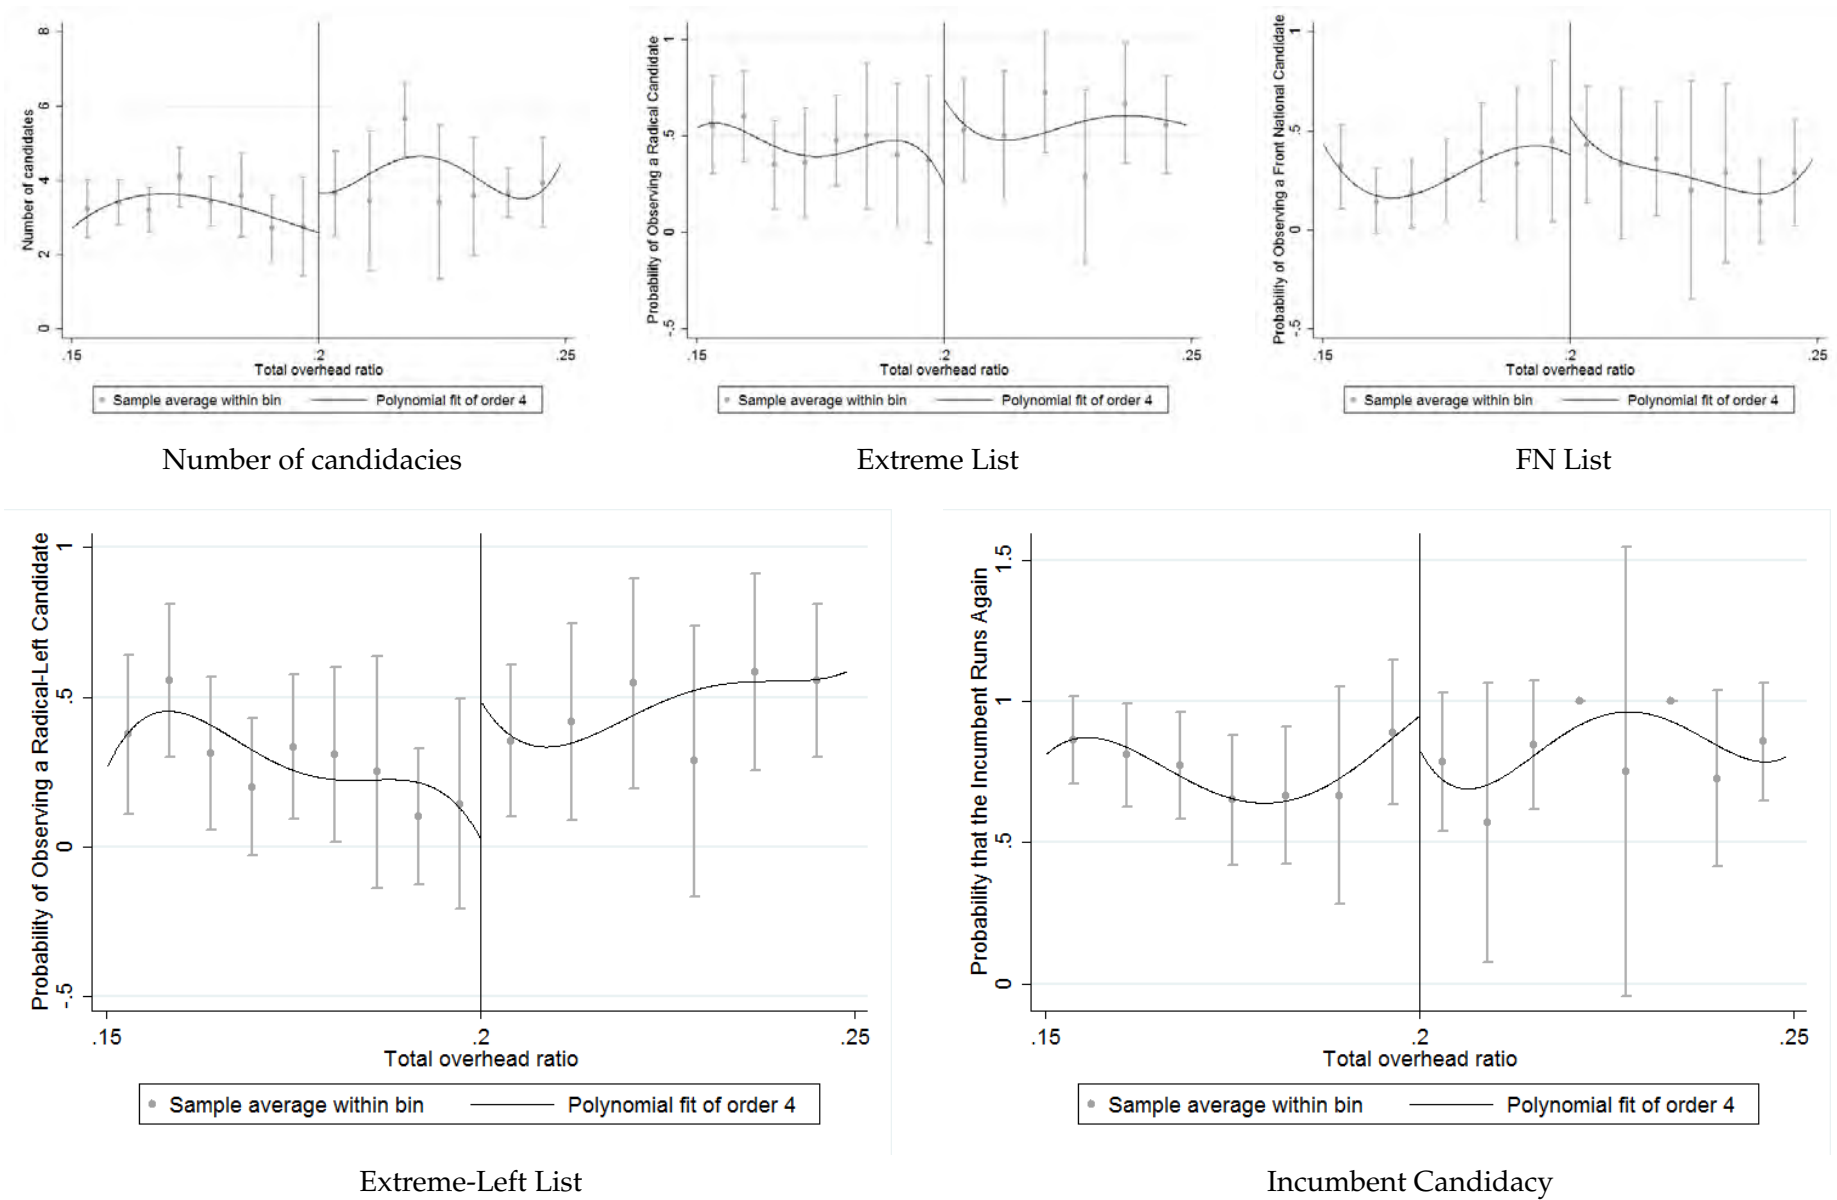 Number of candidates
8
6
4
2
0
.15
.2
.25
Total overhead ratio
Sample average within bin
Polynomial fit of order 4
Number of candidacies
Probability of Observing a Radical Candidate
1
.5
0
-.5
.15
.2
.25
Total overhead ratio
Sample average within bin
Polynomial fit of order 4
Extreme List
Probability of Observing a Front National Candidate
1
.5
0
-.5
.15
.2
.25
Total overhead ratio
Sample average within bin
Polynomial fit of order 4
FN List
Probability of Observing a Radical-Left Candidate
1
.5
0
-.5
.15
.2
.25
Total overhead ratio
Sample average within bin
Polynomial fit of order 4
Extreme-Left List
Probability that the Incumbent Runs Again
1.5
1
.5
0
.15
.2
.25
Total overhead ratio
Sample average within bin
Polynomial fit of order 4
Incumbent Candidacy